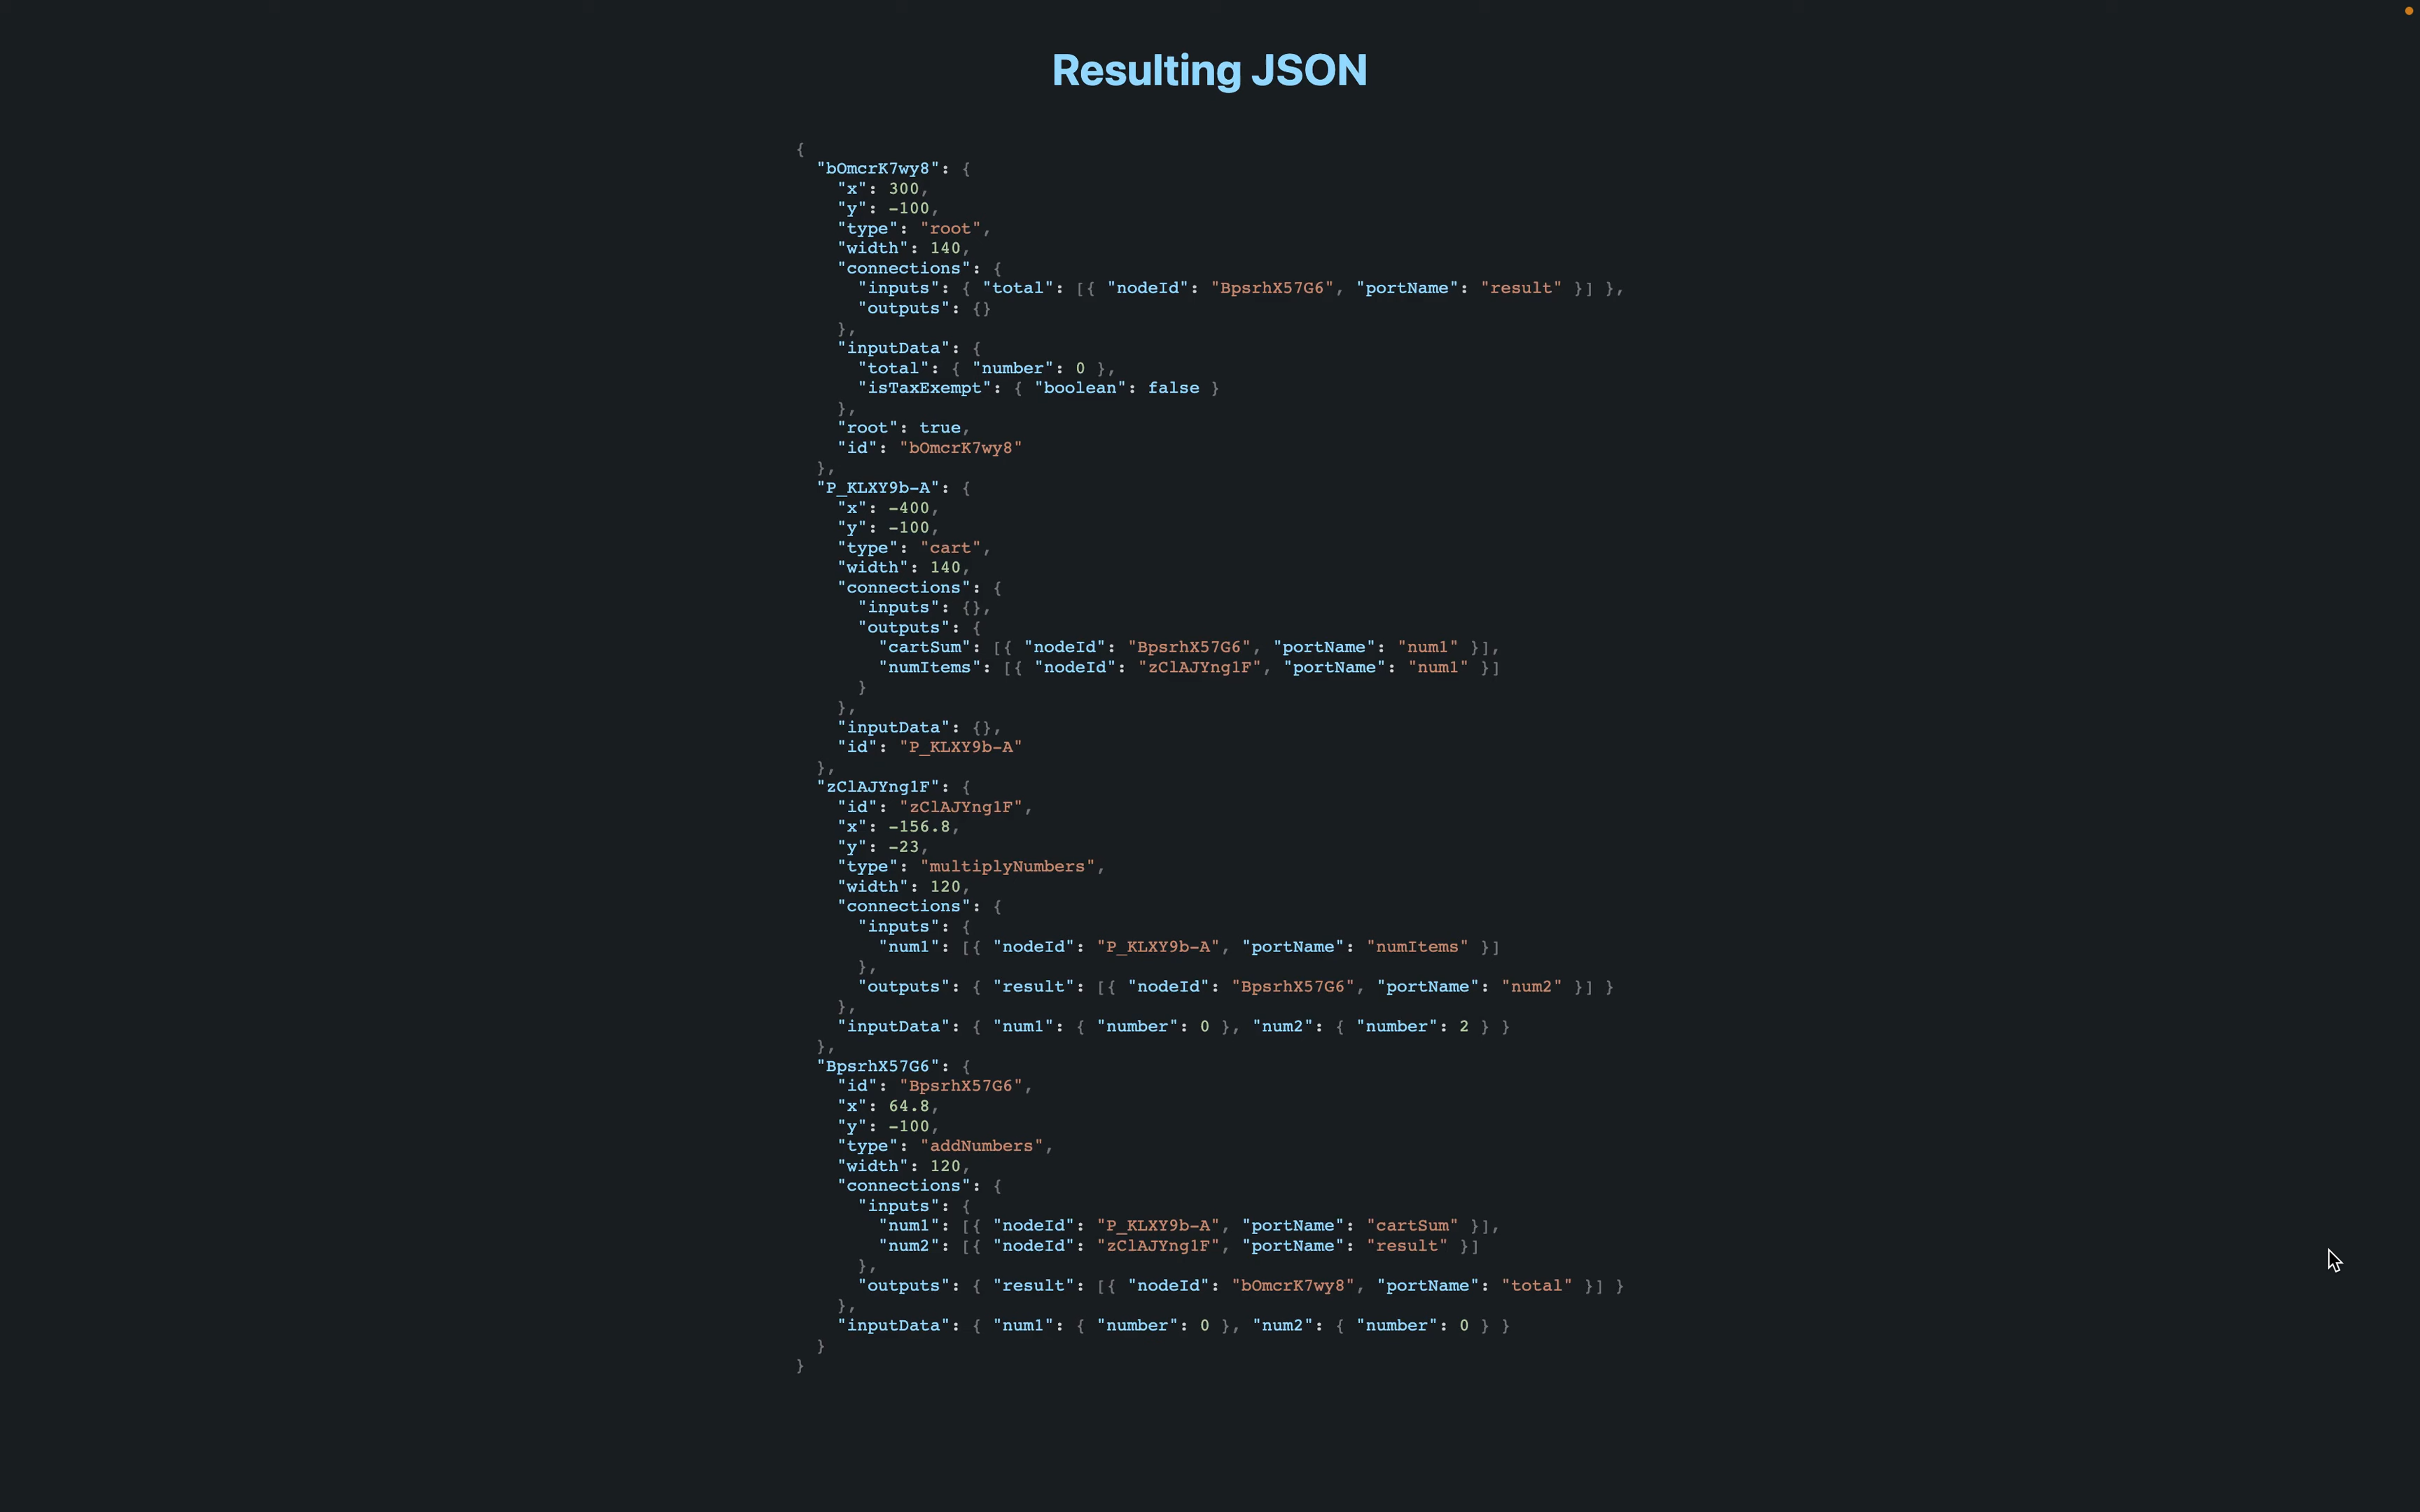 Resulting JSON
{
  "bOmcrK7wy8": {
    "x": 300,
    "y": -100,
    "type": "root",
    "width": 140,
    "connections": {
      "inputs": { "total": [{ "nodeId": "BpsrhX57G6", "portName": "result" }] },
      "outputs": {}
    },
    "inputData": {
      "total": { "number": 0 },
      "isTaxExempt": { "boolean": false }
    },
    "root": true,
    "id": "bOmcrK7wy8"
  },
  "P_KLXY9b-A": {
    "x": -400,
    "y": -100,
    "type": "cart",
    "width": 140,
    "connections": {
      "inputs": {},
      "outputs": {
        "cartSum": [{ "nodeId": "BpsrhX57G6", "portName": "num1" }],
        "numItems": [{ "nodeId": "zClAJYng1F", "portName": "num1" }]
      }
    },
    "inputData": {},
    "id": "P_KLXY9b-A"
  },
  "zClAJYng1F": {
    "id": "zClAJYng1F",
    "x": -156.8,
    "y": -23,
    "type": "multiplyNumbers",
    "width": 120,
    "connections": {
      "inputs": {
        "num1": [{ "nodeId": "P_KLXY9b-A", "portName": "numItems" }]
      },
      "outputs": { "result": [{ "nodeId": "BpsrhX57G6", "portName": "num2" }] }
    },
    "inputData": { "num1": { "number": 0 }, "num2": { "number": 2 } }
  },
  "BpsrhX57G6": {
    "id": "BpsrhX57G6",
    "x": 64.8,
    "y": -100,
    "type": "addNumbers",
    "width": 120,
    "connections": {
      "inputs": {
        "num1": [{ "nodeId": "P_KLXY9b-A", "portName": "cartSum" }],
        "num2": [{ "nodeId": "zClAJYng1F", "portName": "result" }]
      },
      "outputs": { "result": [{ "nodeId": "bOmcrK7wy8", "portName": "total" }] }
    },
    "inputData": { "num1": { "number": 0 }, "num2": { "number": 0 } }
  }
}